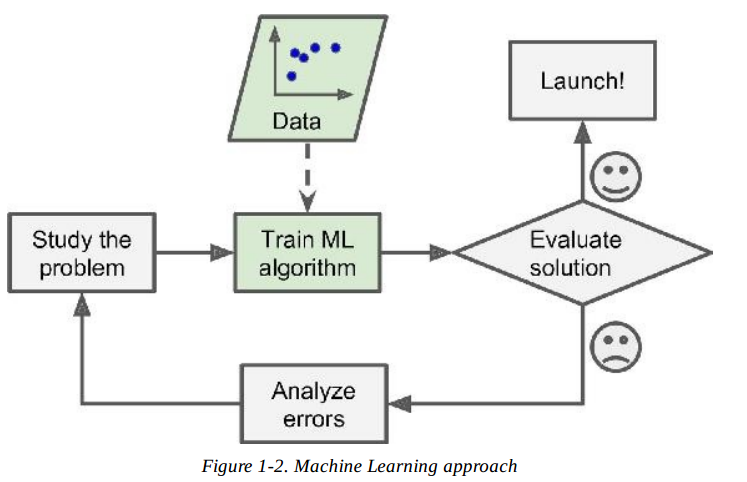 Data
Launch!
Study the
problem
Train ML
algorithm
Evaluate
solution
Analyze
errors
Figure 1-2. Machine Learning approach